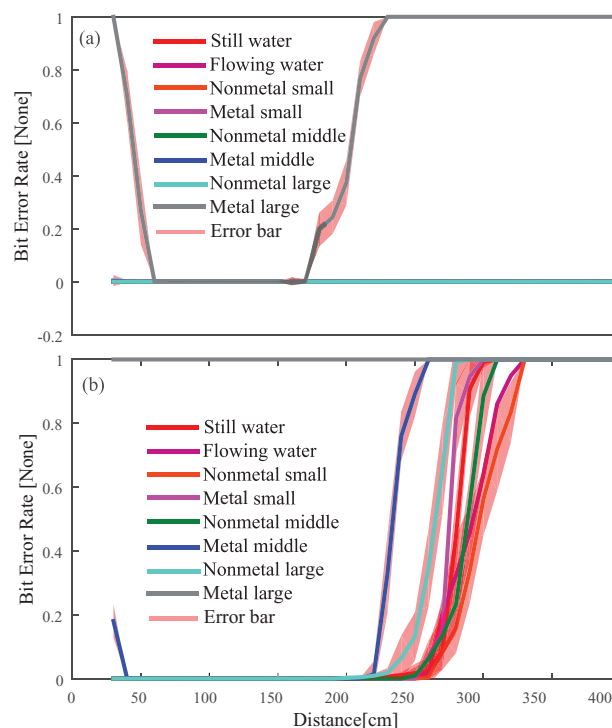 (a)
Bit Error Rate [None]
1
0.8
0.6
0.4
0.2
0
-0.2
Still water
Flowing water
Nonmetal small
Metal small
Nonmetal middle
Metal middle
Nonmetal large
Metal large
Error bar
(b)
Bit Error Rate [None]
1
0.8
0.6
0.4
0.2
0
Still water
Flowing water
Nonmetal small
Metal small
Nonmetal middle
Metal middle
Nonmetal large
Metal large
Error bar
0 50 100 150 200 250 300 350 400
Distance[cm]